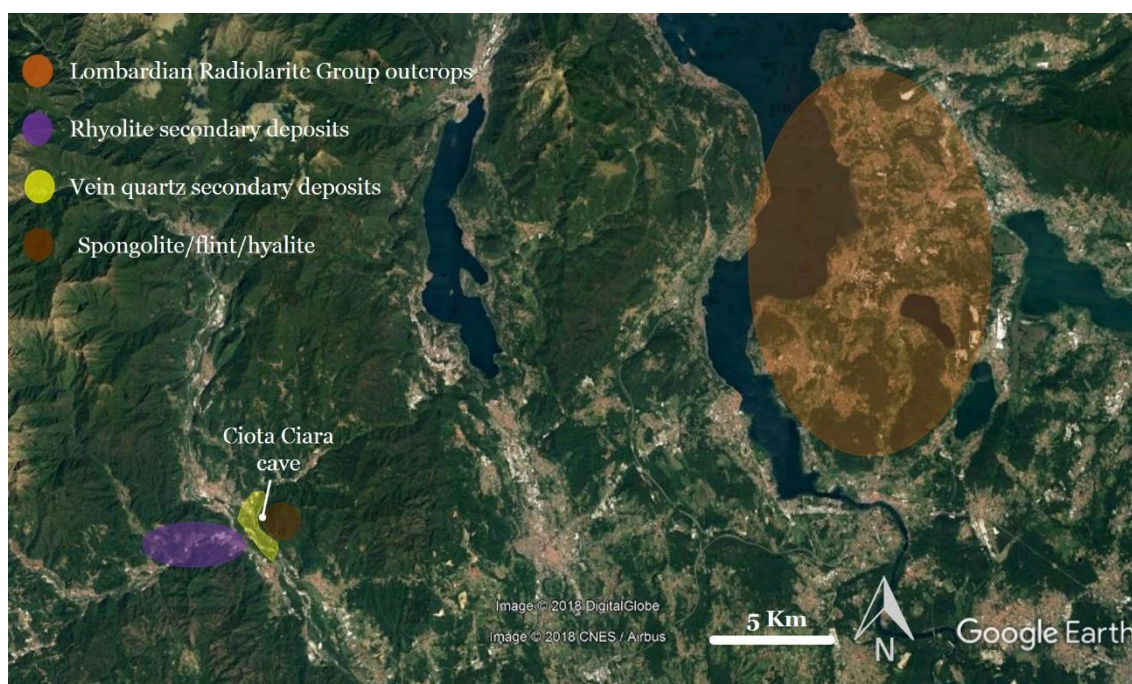 Lombardian Radiolarite Group outcrops
Rhyolite secondary deposits
Vein quartz secondary deposits
Spongolite/flint/hyalite
Ciota Ciara
cave
Image © 2018 DigitalGlobe
Image © 2018 CNES / Airbus
5 Km
N
Google Earth